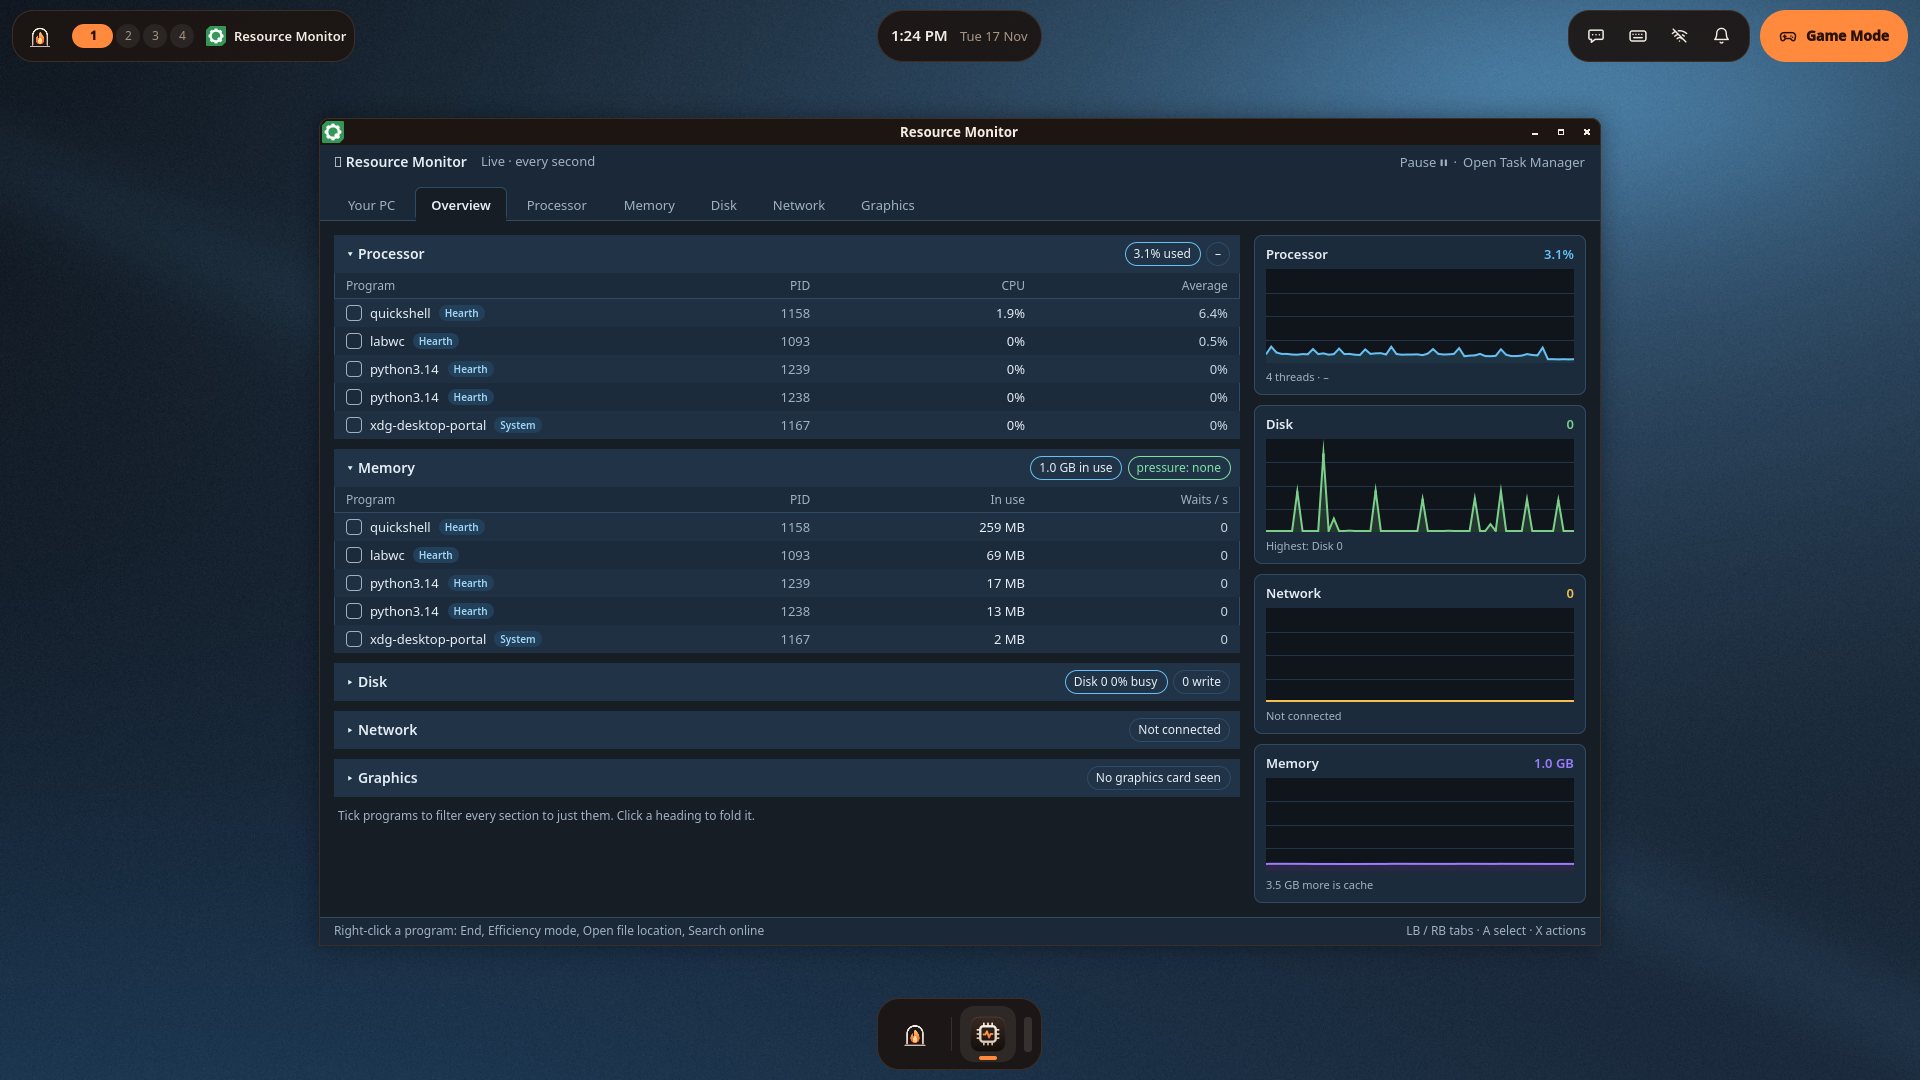 1 2 3 4 Resource Monitor
1:24 PM Tue 17 Nov
Game Mode
Resource Monitor
Resource Monitor Live · every second
Pause · Open Task Manager
Your PC Overview Processor Memory Disk Network Graphics
Processor 3.1% used –
Program PID CPU Average
quickshell Hearth 1158 1.9% 6.4%
labwc Hearth 1093 0% 0.5%
python3.14 Hearth 1239 0% 0%
python3.14 Hearth 1238 0% 0%
xdg-desktop-portal System 1167 0% 0%
Memory 1.0 GB in use pressure: none
Program PID In use Waits / s
quickshell Hearth 1158 259 MB 0
labwc Hearth 1093 69 MB 0
python3.14 Hearth 1239 17 MB 0
python3.14 Hearth 1238 13 MB 0
xdg-desktop-portal System 1167 2 MB 0
Disk Disk 0 0% busy 0 write
Network Not connected
Graphics No graphics card seen
Tick programs to filter every section to just them. Click a heading to fold it.
Processor 3.1%
4 threads · –
Disk 0
Highest: Disk 0
Network 0
Not connected
Memory 1.0 GB
3.5 GB more is cache
Right-click a program: End, Efficiency mode, Open file location, Search online
LB / RB tabs · A select · X actions